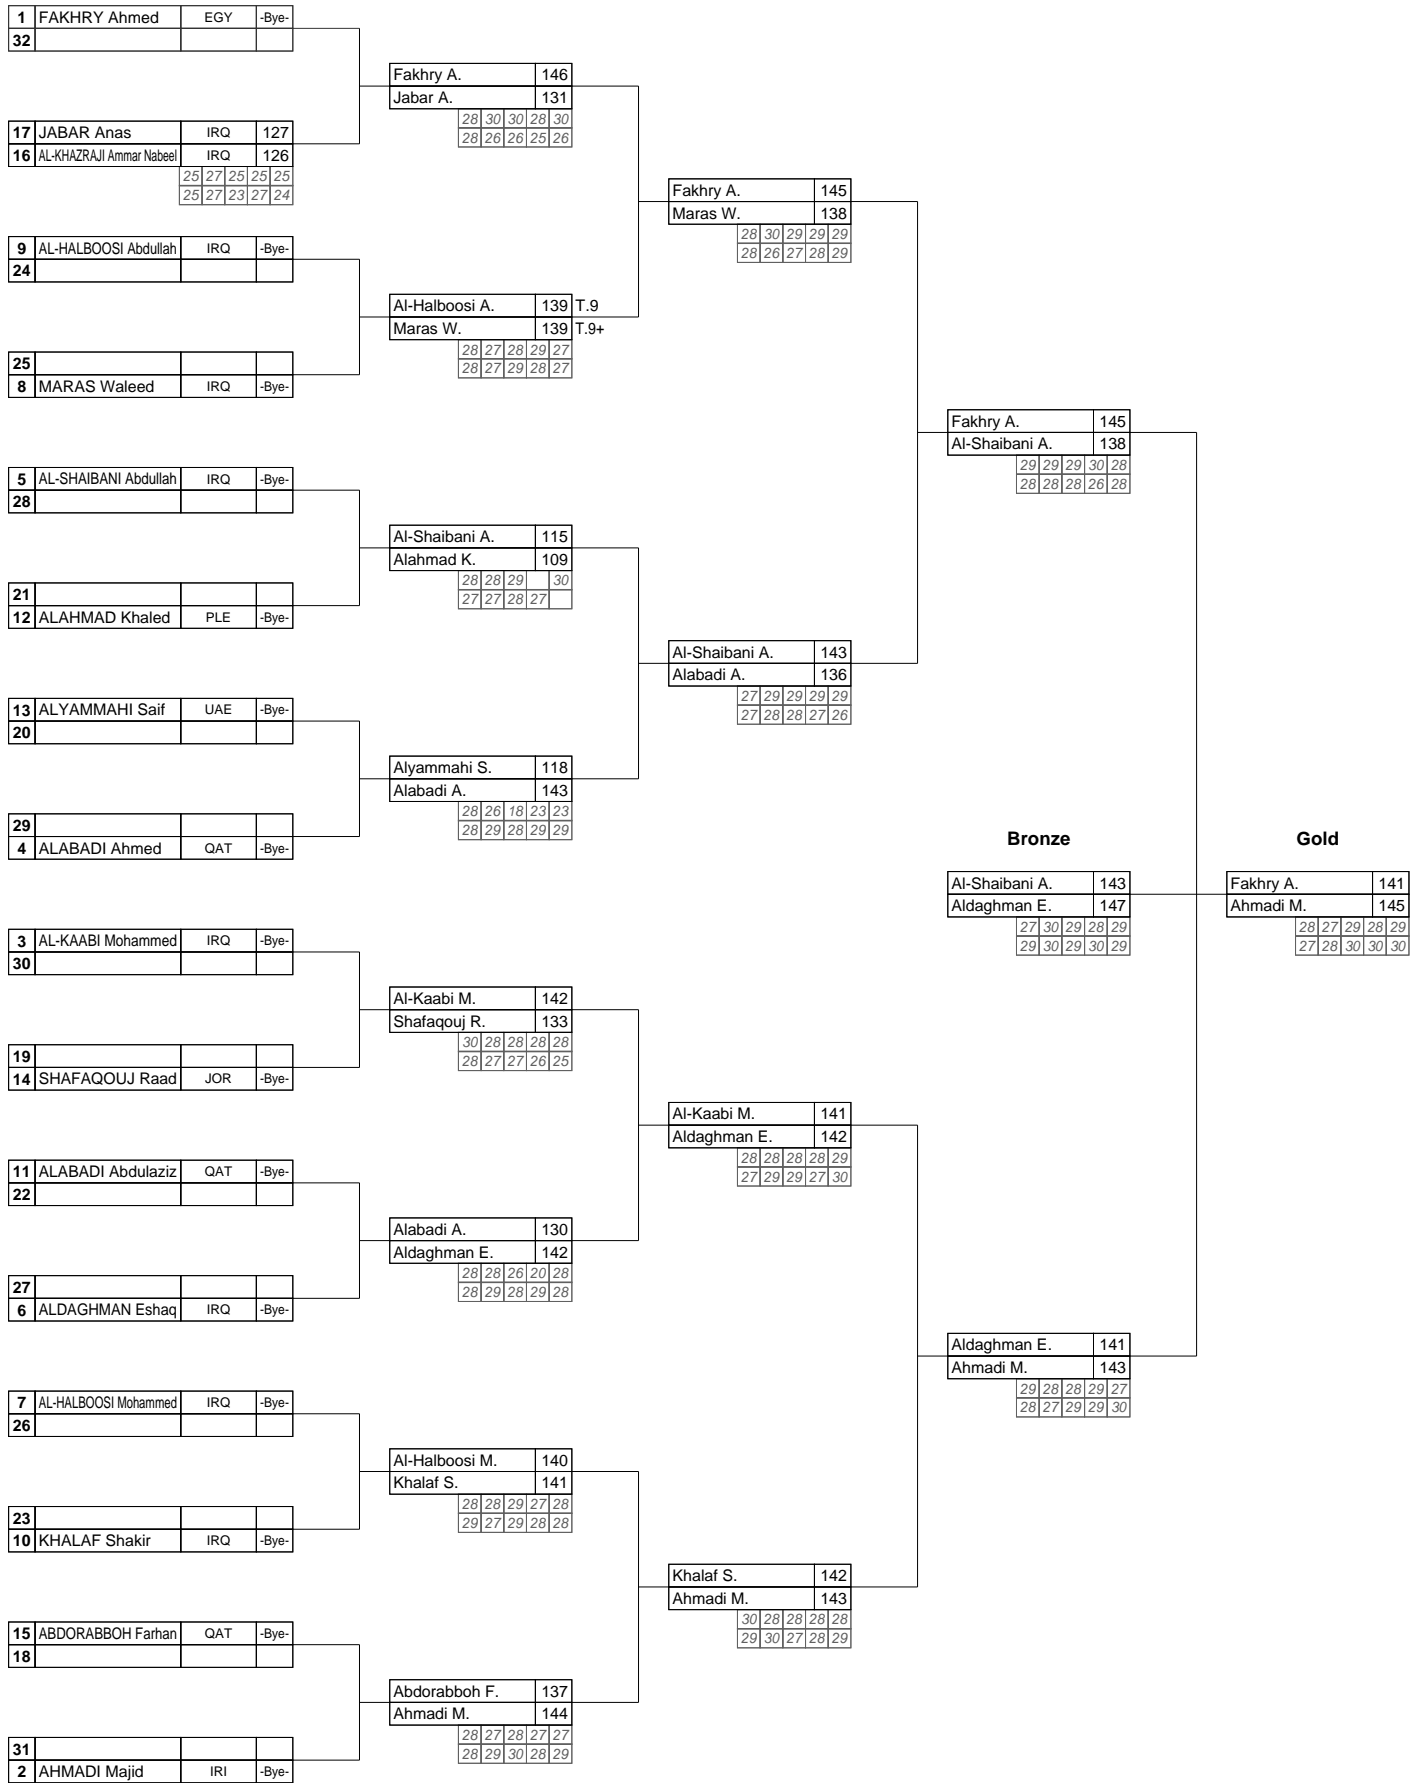 1 FAKHRY Ahmed EGY -Bye-
32
Fakhry A. 146
Jabar A. 131
28 30 30 28 30
28 26 26 25 26
17 JABAR Anas IRQ 127
16 AL-KHAZRAJI Ammar Nabeel IRQ 126
25 27 25 25 25
25 27 23 27 24
Fakhry A. 145
Maras W. 138
28 30 29 29 29
28 26 27 28 29
9 AL-HALBOOSI Abdullah IRQ -Bye-
24
Al-Halboosi A. 139 T.9
Maras W. 139 T.9+
28 27 28 29 27
28 27 29 28 27
25
8 MARAS Waleed IRQ -Bye-
Fakhry A. 145
Al-Shaibani A. 138
29 29 29 30 28
28 28 28 26 28
5 AL-SHAIBANI Abdullah IRQ -Bye-
28
Al-Shaibani A. 115
Alahmad K. 109
28 28 29 30
27 27 28 27
21
12 ALAHMAD Khaled PLE -Bye-
Al-Shaibani A. 143
Alabadi A. 136
27 29 29 29 29
27 28 28 27 26
13 ALYAMMAHI Saif UAE -Bye-
20
Alyammahi S. 118
Alabadi A. 143
28 26 18 23 23
28 29 28 29 29
29
4 ALABADI Ahmed QAT -Bye-
Bronze Gold
Al-Shaibani A. 143 Fakhry A. 141
Aldaghman E. 147 Ahmadi M. 145
27 30 29 28 29 28 27 29 28 29
29 30 29 30 29 27 28 30 30 30
3 AL-KAABI Mohammed IRQ -Bye-
30
Al-Kaabi M. 142
Shafaqouj R. 133
30 28 28 28 28
28 27 27 26 25
19
14 SHAFAQOUJ Raad JOR -Bye-
Al-Kaabi M. 141
Aldaghman E. 142
28 28 28 28 29
27 29 29 27 30
11 ALABADI Abdulaziz QAT -Bye-
22
Alabadi A. 130
Aldaghman E. 142
28 28 26 20 28
28 29 28 29 28
27
6 ALDAGHMAN Eshaq IRQ -Bye-
Aldaghman E. 141
Ahmadi M. 143
29 28 28 29 27
28 27 29 29 30
7 AL-HALBOOSI Mohammed IRQ -Bye-
26
Al-Halboosi M. 140
Khalaf S. 141
28 28 29 27 28
29 27 29 28 28
23
10 KHALAF Shakir IRQ -Bye-
Khalaf S. 142
Ahmadi M. 143
30 28 28 28 28
29 30 27 28 29
15 ABDORABBOH Farhan QAT -Bye-
18
Abdorabboh F. 137
Ahmadi M. 144
28 27 28 27 27
28 29 30 28 29
31
2 AHMADI Majid IRI -Bye-